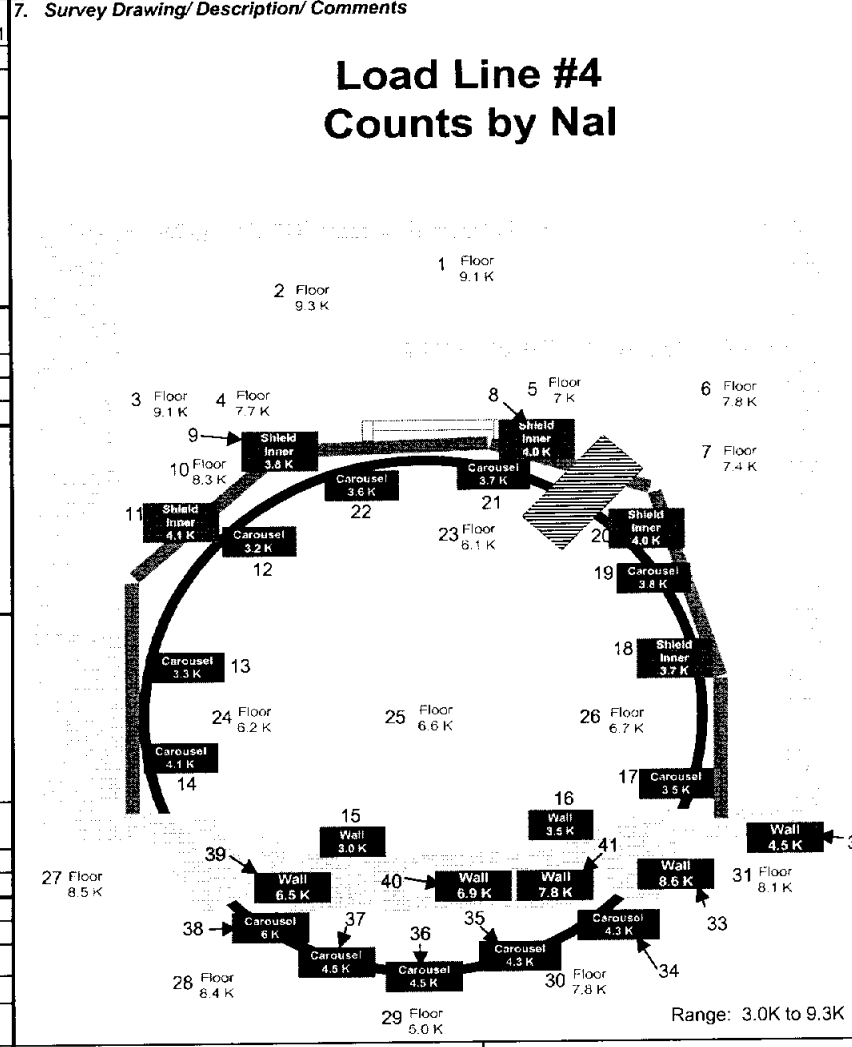 7. Survey Drawing/ Description/ Comments
Load Line #4
Counts by NaI
1 Floor
9.1 K
2 Floor
9.3 K
3 Floor
9.1 K
4 Floor
7.7 K
8
5 Floor
7 K
6 Floor
7.8 K
9
Shield
Inner
3.8 K
Shield
Inner
4.0 K
7 Floor
7.4 K
10 Floor
8.3 K
Carousel
3.6 K
22
Carousel
3.7 K
21
11
Shield
Inner
4.1 K
Carousel
3.2 K
12
23 Floor
6.1 K
20
Shield
Inner
4.0 K
19
Carousel
3.8 K
Carousel
3.3 K
13
18
Shield
Inner
3.7 K
24 Floor
6.2 K
25 Floor
6.6 K
26 Floor
6.7 K
Carousel
4.1 K
14
17
Carousel
3.5 K
15
Wall
3.0 K
16
Wall
3.5 K
Wall
4.5 K
39
Wall
6.5 K
40
Wall
6.9 K
Wall
7.8 K
41
Wall
8.6 K
33
31 Floor
8.1 K
27 Floor
8.5 K
38
Carousel
6 K
37
Carousel
4.5 K
36
Carousel
4.5 K
35
Carousel
4.3 K
Carousel
4.3 K
34
28 Floor
8.4 K
30 Floor
7.8 K
29 Floor
5.0 K
Range: 3.0K to 9.3K